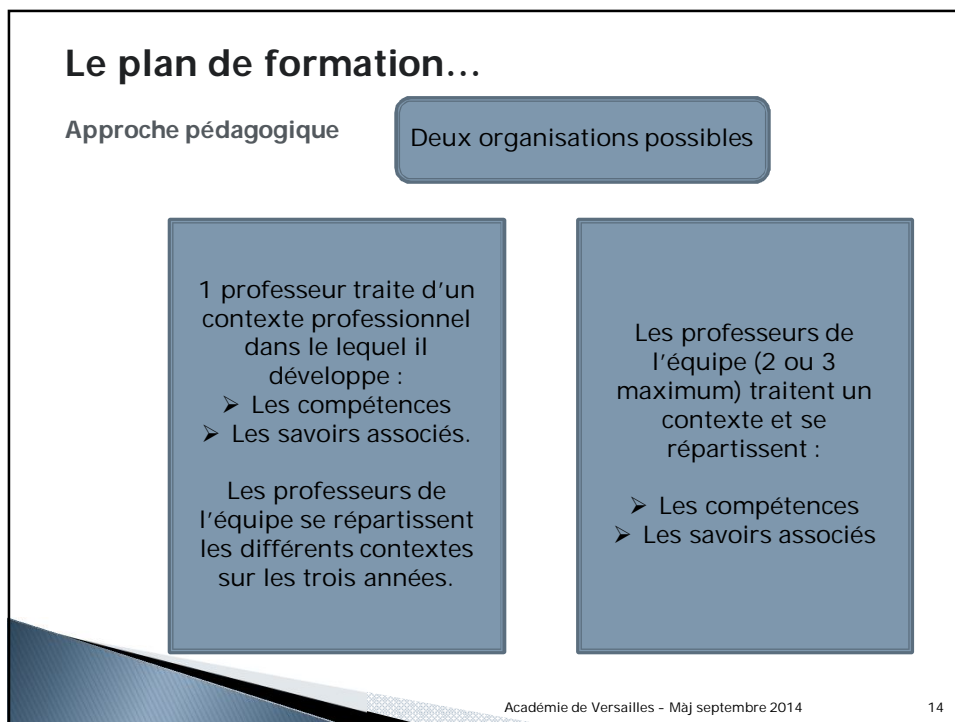 Le plan de formation…
Approche pédagogique
Deux organisations possibles
1 professeur traite d'un
contexte professionnel
dans le lequel il
développe :
➢ Les compétences
➢ Les savoirs associés.
Les professeurs de
l'équipe se répartissent
les différents contextes
sur les trois années.
Les professeurs de
l'équipe (2 ou 3
maximum) traitent un
contexte et se
répartissent :
➢ Les compétences
➢ Les savoirs associés
Académie de Versailles - Màj septembre 2014
14